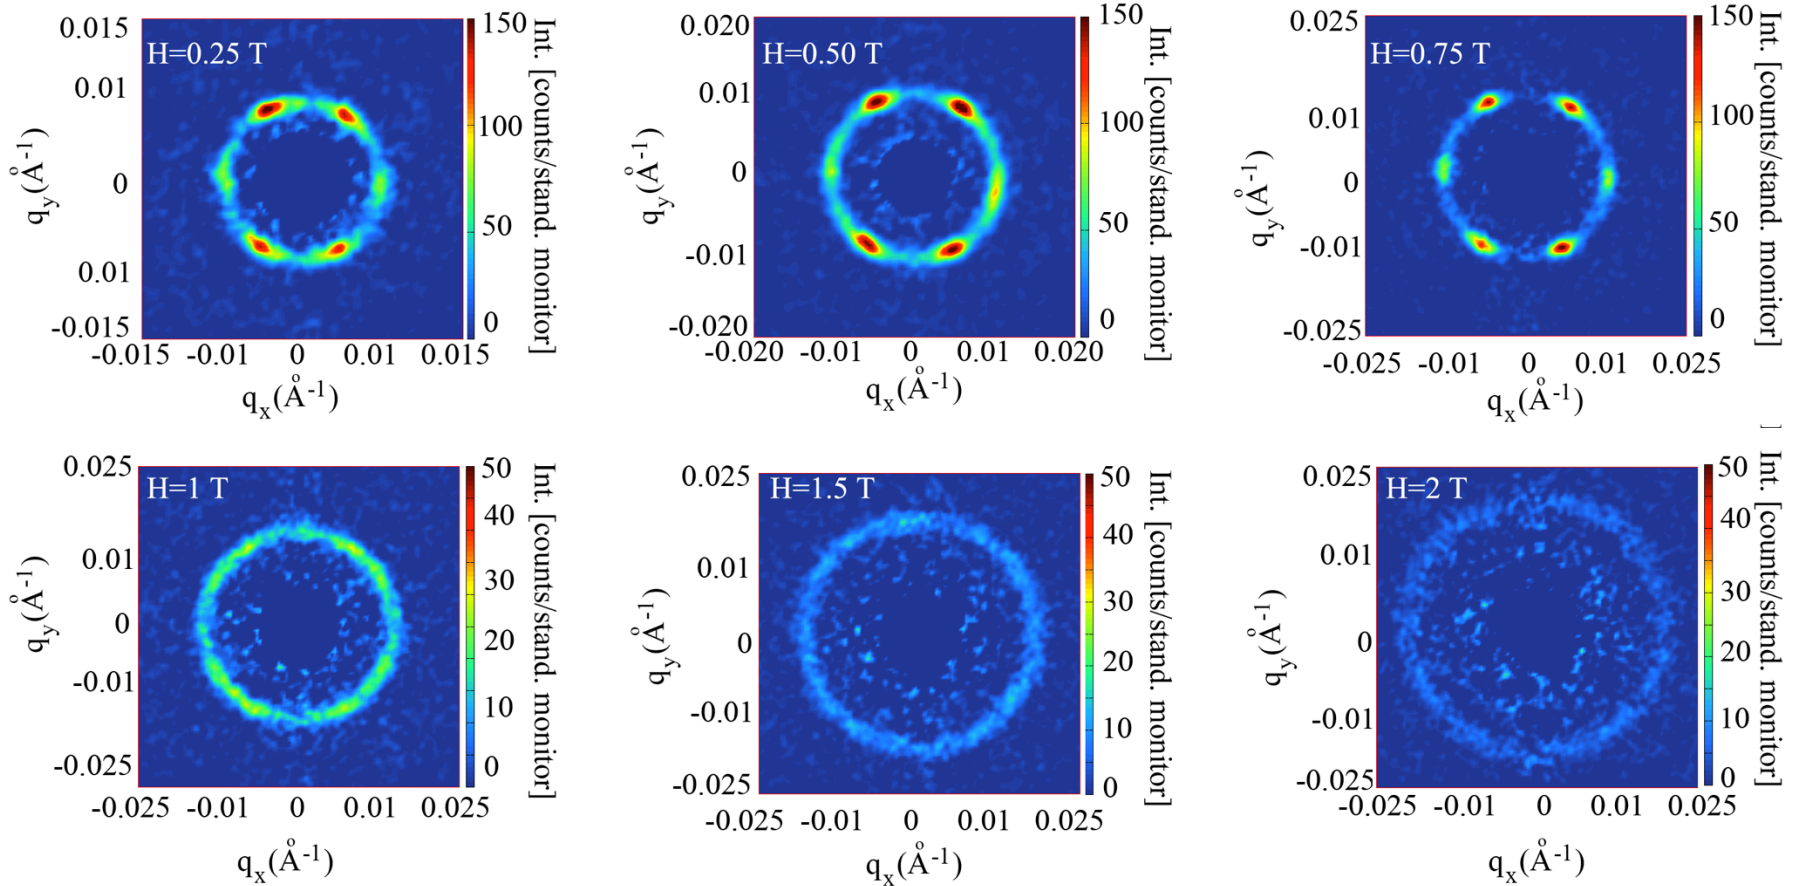 H=0.25 T
0.015
0.01
0
0.01
-0.015
-0.015 -0.01 0 0.01 0.015
qx(Å-1)
qy(Å-1)
150
100
50
0
Int. [counts/stand. monitor]
H=0.50 T
0.020
0.01
0
-0.01
-0.020
-0.020 -0.01 0 0.01 0.020
qx(Å-1)
qy(Å-1)
150
100
50
0
Int. [counts/stand. monitor]
H=0.75 T
0.025
0.01
0
-0.01
-0.025
-0.025 -0.01 0 0.01 0.025
qx(Å-1)
qy(Å-1)
150
100
50
0
Int. [counts/stand. monitor]
H=1 T
0.025
0.01
0
-0.01
-0.025
-0.025 -0.01 0 0.01 0.025
qx(Å-1)
qy(Å-1)
50
40
30
20
10
0
Int. [counts/stand. monitor]
H=1.5 T
0.025
0.01
0
-0.01
-0.025
-0.025 -0.01 0 0.01 0.025
qx(Å-1)
qy(Å-1)
50
40
30
20
10
0
Int. [counts/stand. monitor]
H=2 T
0.025
0.01
0
-0.01
-0.025
-0.025 -0.01 0 0.01 0.025
qx(Å-1)
qy(Å-1)
50
40
30
20
10
0
Int. [counts/stand. monitor]